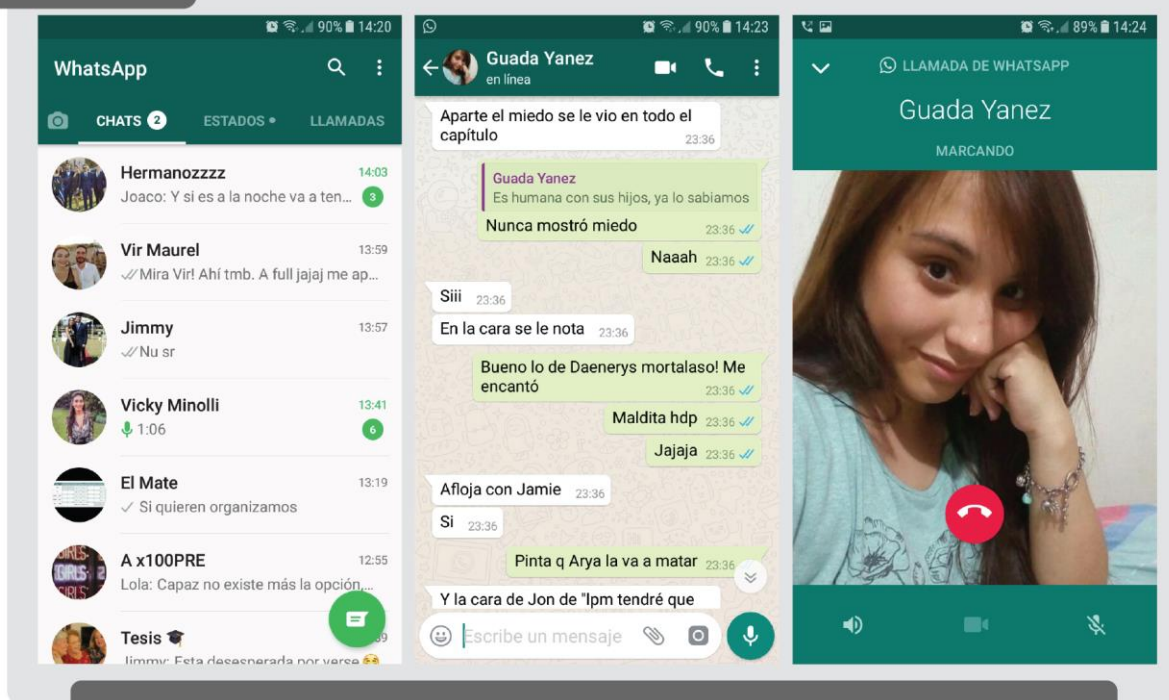 90% 14:20
WhatsApp
CHATS 2 ESTADOS • LLAMADAS
Hermanozzzz 14:03
Joaco: Y si es a la noche va a ten... 3
Vir Maurel 13:59
Mira Vir! Ahí tmb. A full jajaj me ap...
Jimmy 13:57
Nu sr
Vicky Minolli 13:41
1:06 6
El Mate 13:19
Si quieren organizamos
A x100PRE 12:55
Lola: Capaz no existe más la opción,...
Tesis
Jimmy: Esta desesperada por verse
90% 14:23
Guada Yanez
en línea
Aparte el miedo se le vio en todo el
capítulo 23:36
Guada Yanez
Es humana con sus hijos, ya lo sabiamos
Nunca mostró miedo 23:36
Naaah 23:36
Siii 23:36
En la cara se le nota 23:36
Bueno lo de Daenerys mortalaso! Me
encantó 23:36
Maldita hdp 23:36
Jajaja 23:36
Afloja con Jamie 23:36
Si 23:36
Pinta q Arya la va a matar 23:36
Y la cara de Jon de "lpm tendré que
Escribe un mensaje
89% 14:24
LLAMADA DE WHATSAPP
Guada Yanez
MARCANDO